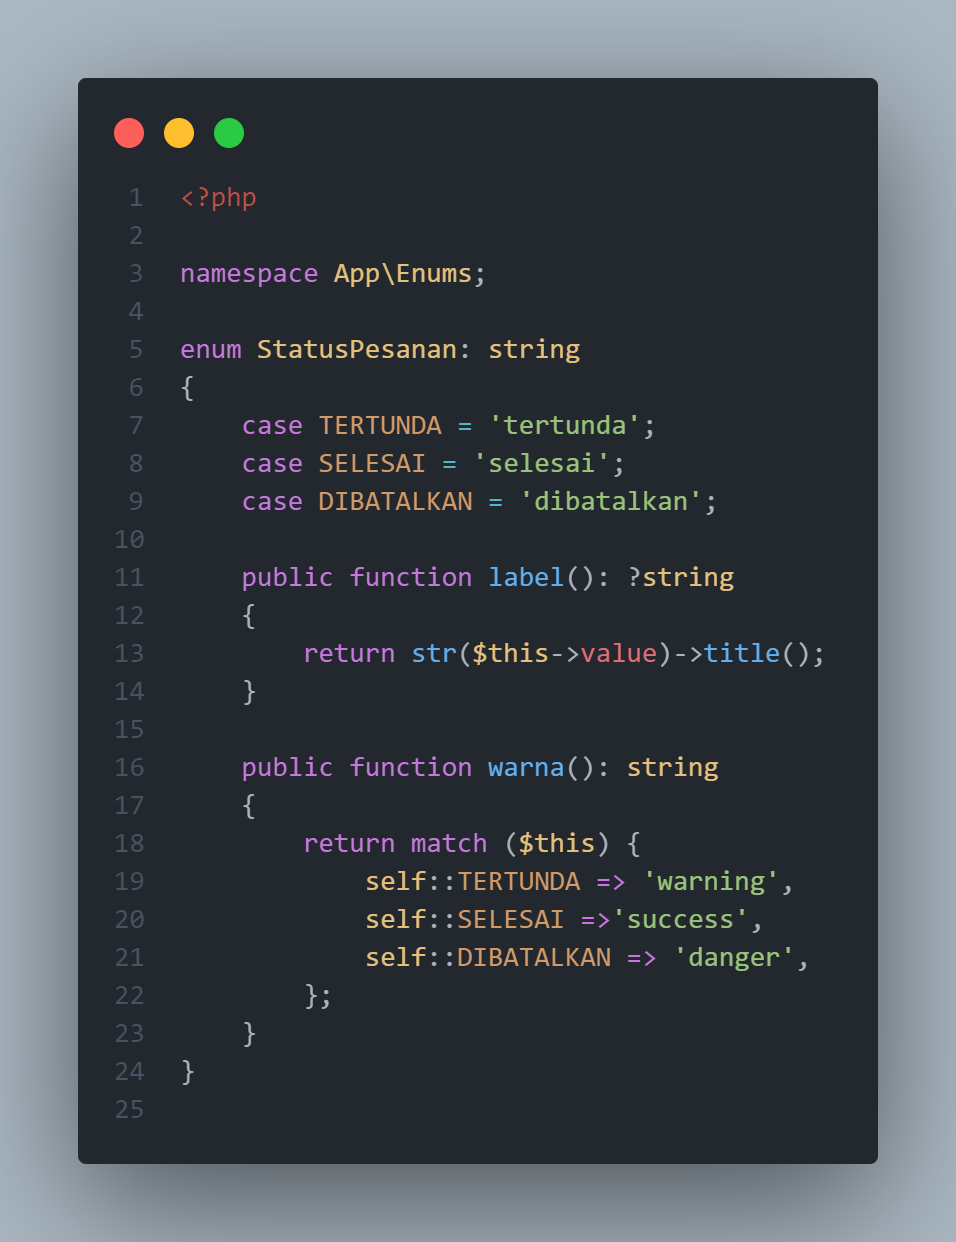 1 <?php
2
3 namespace App\Enums;
4
5 enum StatusPesanan: string
6 {
7     case TERTUNDA = 'tertunda';
8     case SELESAI = 'selesai';
9     case DIBATALKAN = 'dibatalkan';
10
11     public function label(): ?string
12     {
13         return str($this->value)->title();
14     }
15
16     public function warna(): string
17     {
18         return match ($this) {
19             self::TERTUNDA => 'warning',
20             self::SELESAI =>'success',
21             self::DIBATALKAN => 'danger',
22         };
23     }
24 }
25